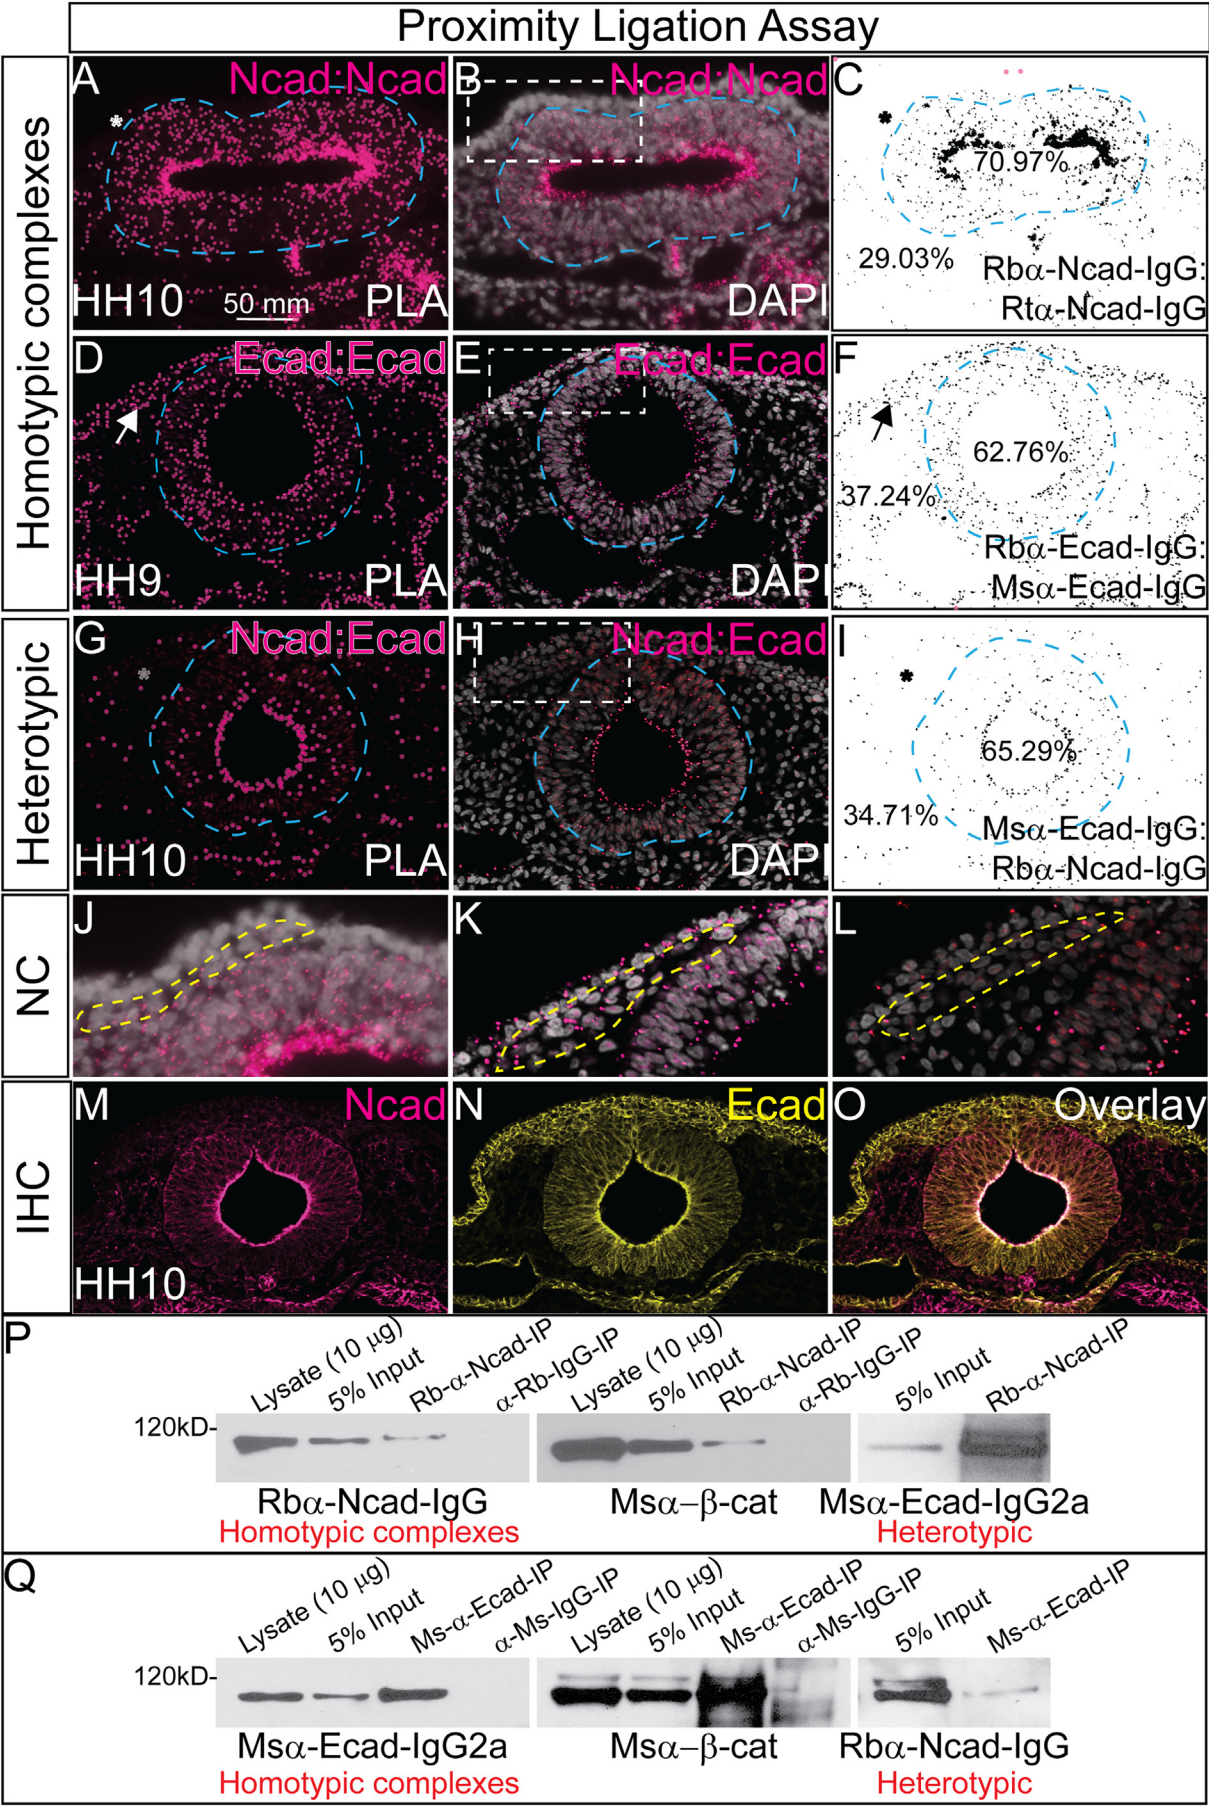 Proximity Ligation Assay
Homotypic complexes
A
Ncad:Ncad
*
HH10
50 mm
PLA
B
Ncad:Ncad
DAPI
C
*
70.97%
29.03%
Rbα-Ncad-IgG:
Rtα-Ncad-IgG
D
Ecad:Ecad
HH9
PLA
E
Ecad:Ecad
DAPI
F
62.76%
37.24%
Rbα-Ecad-IgG:
Msα-Ecad-IgG
Heterotypic
G
Ncad:Ecad
*
HH10
PLA
H
Ncad:Ecad
DAPI
I
*
65.29%
34.71%
Msα-Ecad-IgG:
Rbα-Ncad-IgG
NC
J
K
L
IHC
M
Ncad
HH10
N
Ecad
O
Overlay
P
Lysate (10 μg)
5% Input
Rb-α-Ncad-IP
α-Rb-IgG-IP
Lysate (10 μg)
5% Input
Rb-α-Ncad-IP
α-Rb-IgG-IP
5% Input
Rb-α-Ncad-IP
120kD-
Rbα-Ncad-IgG
Msα-β-cat
Msα-Ecad-IgG2a
Homotypic complexes
Heterotypic
Q
Lysate (10 μg)
5% Input
Ms-α-Ecad-IP
α-Ms-IgG-IP
Lysate (10 μg)
5% Input
Ms-α-Ecad-IP
α-Ms-IgG-IP
5% Input
Ms-α-Ecad-IP
120kD-
Msα-Ecad-IgG2a
Msα-β-cat
Rbα-Ncad-IgG
Homotypic complexes
Heterotypic